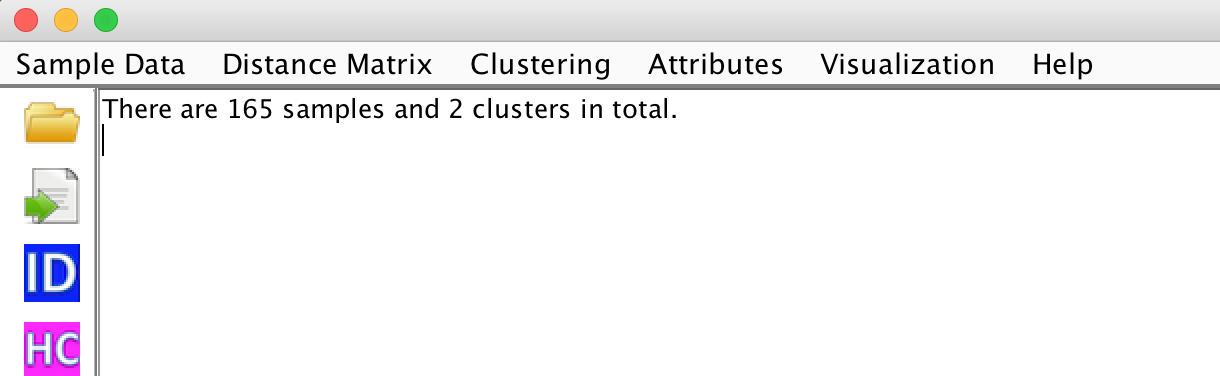 Sample Data Distance Matrix Clustering Attributes Visualization Help
There are 165 samples and 2 clusters in total.
ID
HC